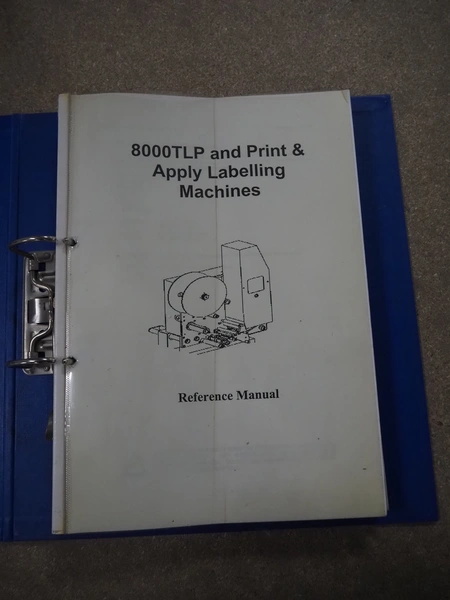 8000TLP and Print &
Apply Labelling
Machines
Reference Manual